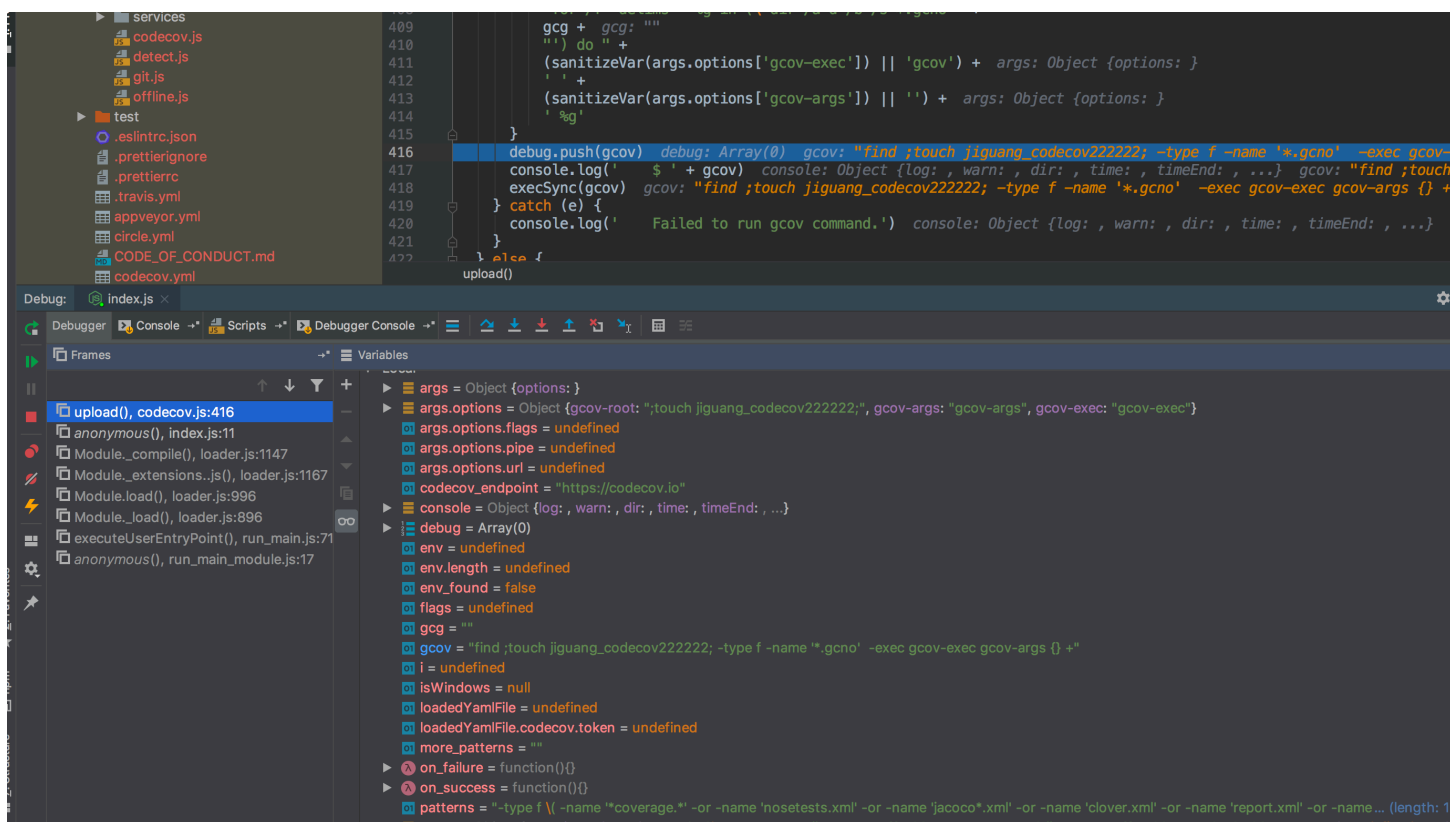 services
codecov.js
detect.js
git.js
offline.js
test
.eslintrc.json
.prettierignore
.prettierrc
.travis.yml
appveyor.yml
circle.yml
CODE_OF_CONDUCT.md
codecov.yml
409 gcg + gcg: ""
410 "') do " +
411 (sanitizeVar(args.options['gcov-exec']) || 'gcov') + args: Object {options: }
412 ' ' +
413 (sanitizeVar(args.options['gcov-args']) || '') + args: Object {options: }
414 ' %g'
415 }
416 debug.push(gcov) debug: Array(0) gcov: "find ;touch jiguang_codecov222222; -type f -name '*.gcno' -exec gcov-
417 console.log(' $ ' + gcov) console: Object {log: , warn: , dir: , time: , timeEnd: , ...} gcov: "find ;touch
418 execSync(gcov) gcov: "find ;touch jiguang_codecov222222; -type f -name '*.gcno' -exec gcov-exec gcov-args {} +
419 } catch (e) {
420 console.log(' Failed to run gcov command.') console: Object {log: , warn: , dir: , time: , timeEnd: , ...}
421 }
422 } else {
upload()
Debug: index.js
Debugger Console Scripts Debugger Console
Frames
Variables
upload(), codecov.js:416
anonymous(), index.js:11
Module._compile(), loader.js:1147
Module._extensions..js(), loader.js:1167
Module.load(), loader.js:996
Module._load(), loader.js:896
executeUserEntryPoint(), run_main.js:71
anonymous(), run_main_module.js:17
Local
args = Object {options: }
args.options = Object {gcov-root: ";touch jiguang_codecov222222;", gcov-args: "gcov-args", gcov-exec: "gcov-exec"}
args.options.flags = undefined
args.options.pipe = undefined
args.options.url = undefined
codecov_endpoint = "https://codecov.io"
console = Object {log: , warn: , dir: , time: , timeEnd: , ...}
debug = Array(0)
env = undefined
env.length = undefined
env_found = false
flags = undefined
gcg = ""
gcov = "find ;touch jiguang_codecov222222; -type f -name '*.gcno' -exec gcov-exec gcov-args {} +"
i = undefined
isWindows = null
loadedYamlFile = undefined
loadedYamlFile.codecov.token = undefined
more_patterns = ""
on_failure = function(){}
on_success = function(){}
patterns = "-type f \( -name '*coverage.*' -or -name 'nosetests.xml' -or -name 'jacoco*.xml' -or -name 'clover.xml' -or -name 'report.xml' -or -name... (length: 1